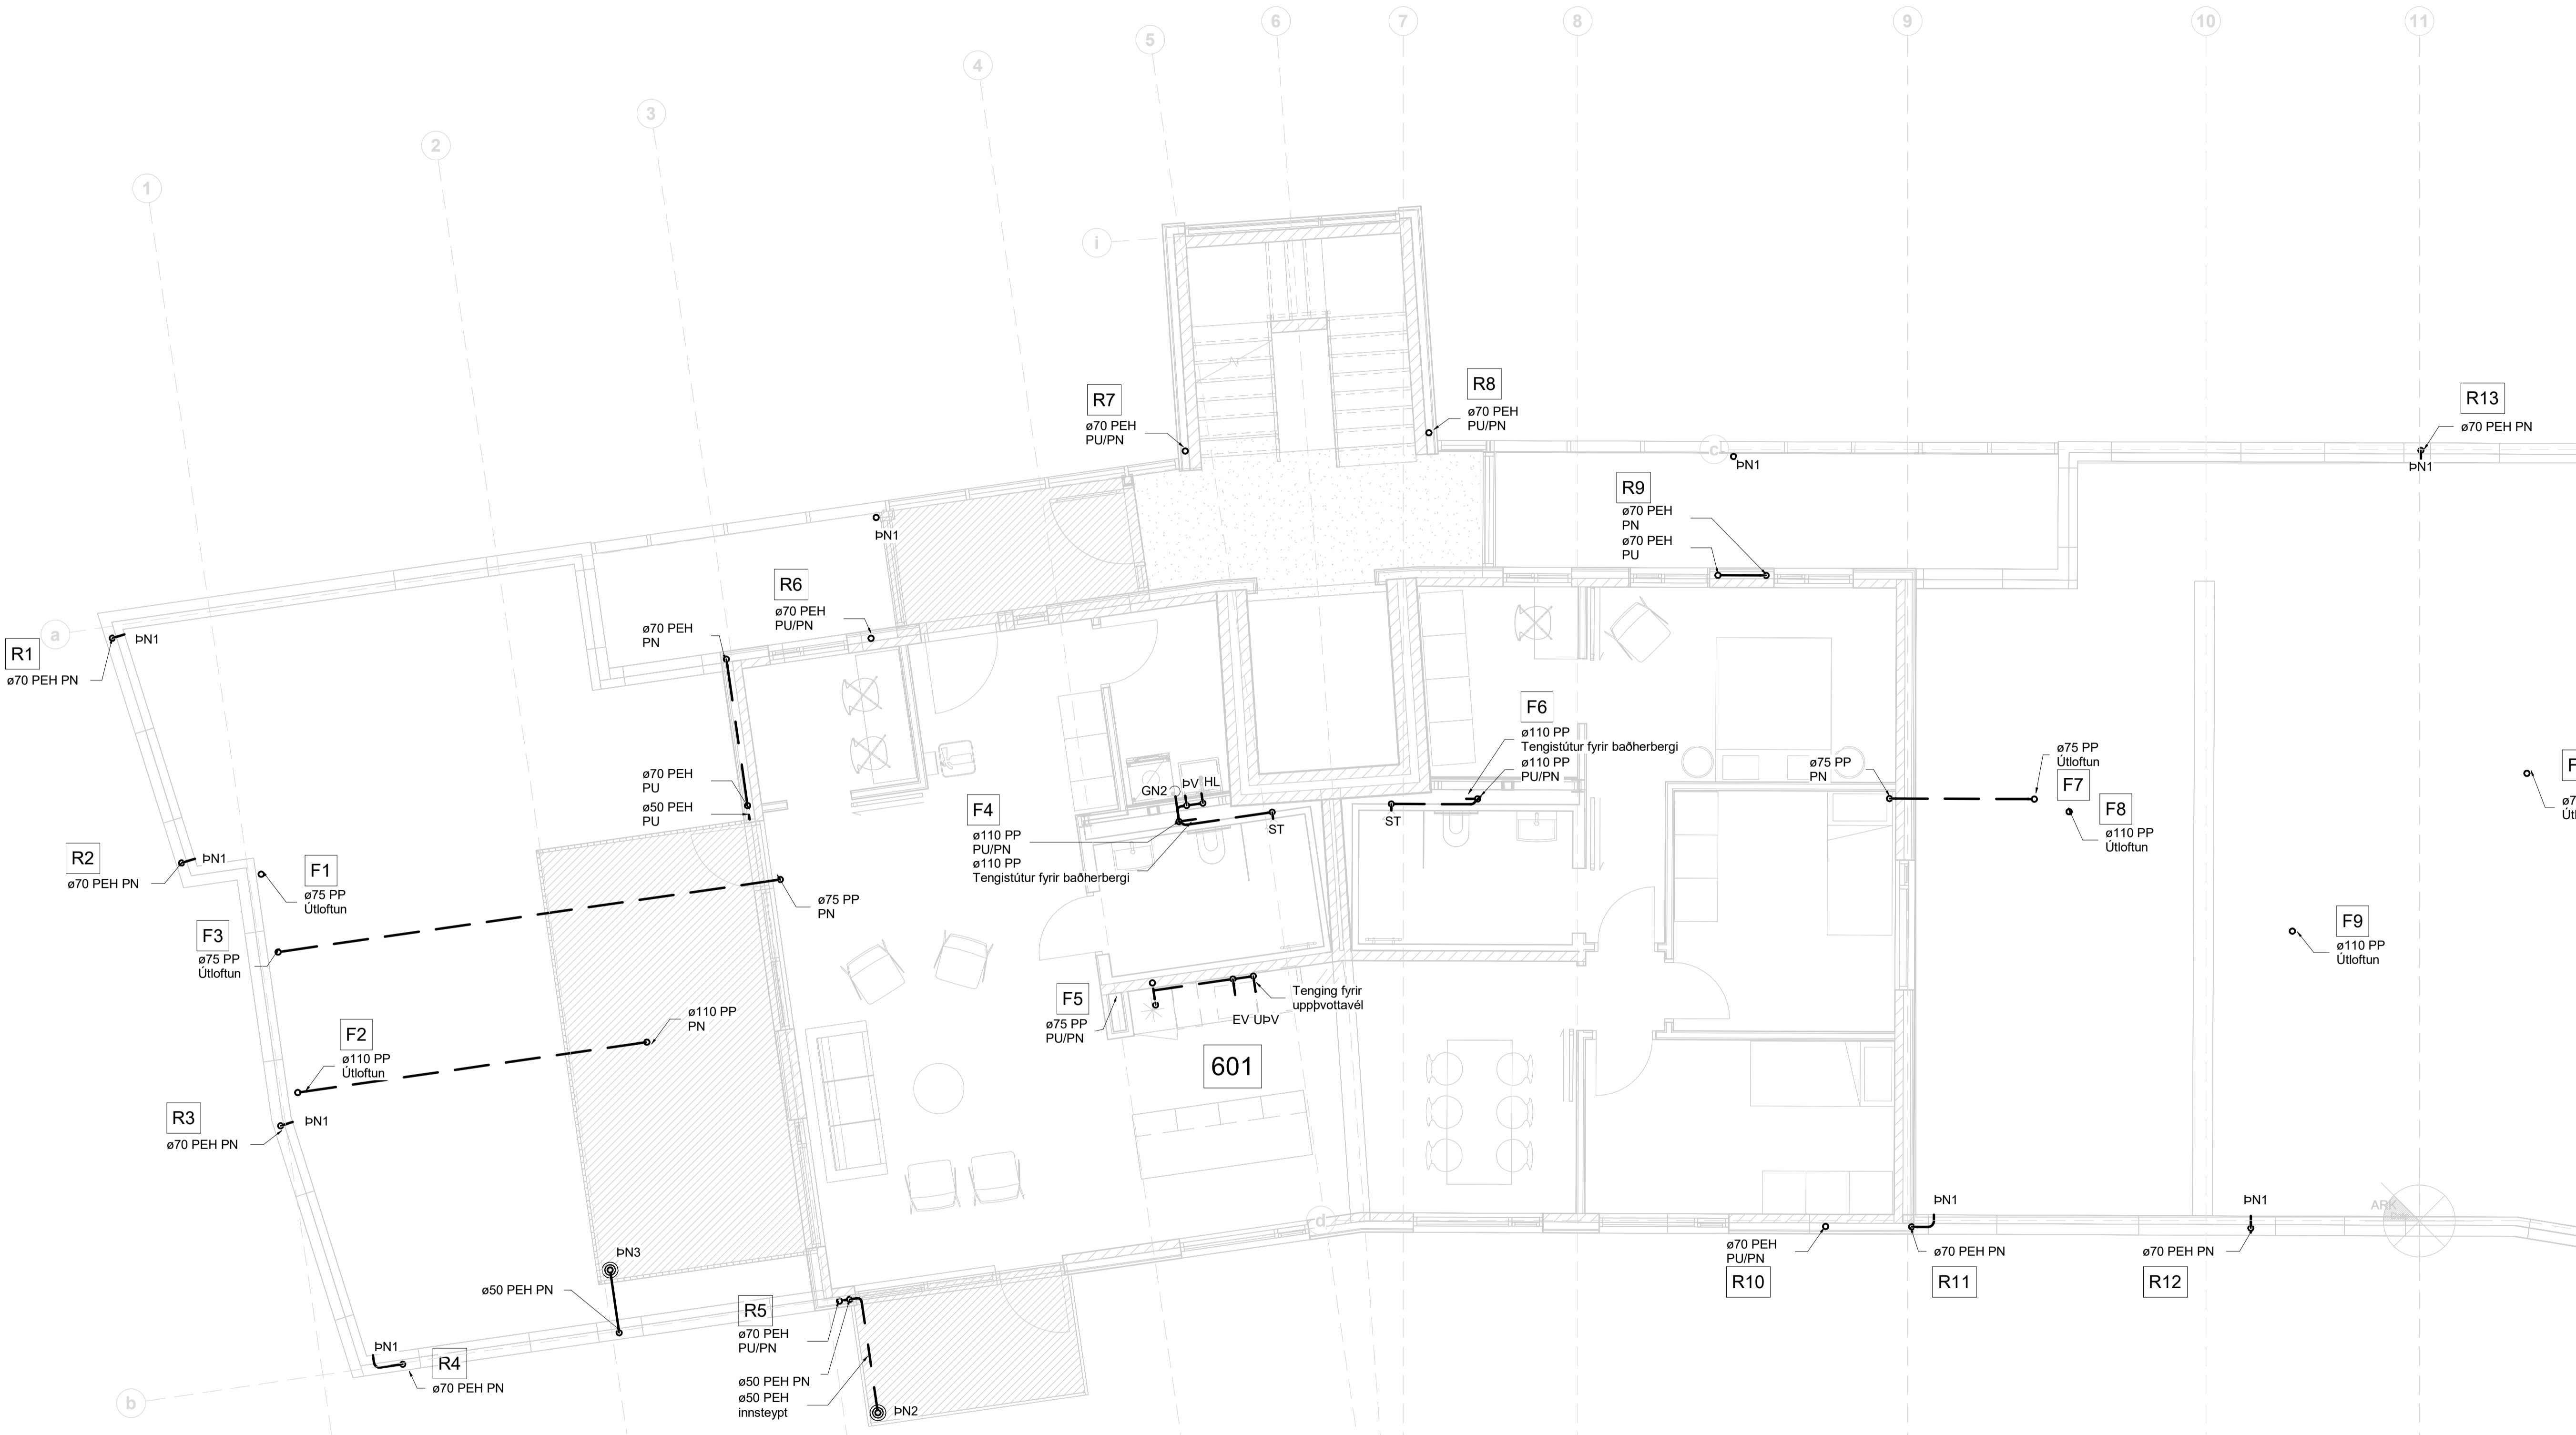 1
2
3
4
5
6
7
8
9
10
11
i
c
a
b
d
R7
ø70 PEH
PU/PN
R8
ø70 PEH
PU/PN
R13
ø70 PEH PN
ÞN1
ÞN1
R9
ø70 PEH
PN
ø70 PEH
PU
ÞN1
R6
ø70 PEH
PU/PN
ø70 PEH
PN
ÞN1
R1
ø70 PEH PN
F6
ø110 PP
Tengistútur fyrir baðherbergi
ø110 PP
PU/PN
ST
ø75 PP
PN
ø75 PP
Útloftun
F7
F8
ø110 PP
Útloftun
ø70 PEH
PU
ø50 PEH
PU
GN2
ÞV
HL
F4
ø110 PP
PU/PN
ø110 PP
Tengistútur fyrir baðherbergi
ST
R2
ø70 PEH PN
ÞN1
F1
ø75 PP
Útloftun
ø75 PP
PN
F3
ø75 PP
Útloftun
F9
ø110 PP
Útloftun
F5
ø75 PP
PU/PN
Tenging fyrir
uppþvottavél
EV UÞV
601
ø110 PP
PN
F2
ø110 PP
Útloftun
R3
ø70 PEH PN
ÞN1
ÞN3
ø50 PEH PN
ÞN1
R4
ø70 PEH PN
R5
ø70 PEH
PU/PN
ø50 PEH PN
ø50 PEH
innsteypt
ÞN2
ø70 PEH
PU/PN
R10
ÞN1
ø70 PEH PN
R11
ÞN1
ø70 PEH PN
R12
ARK